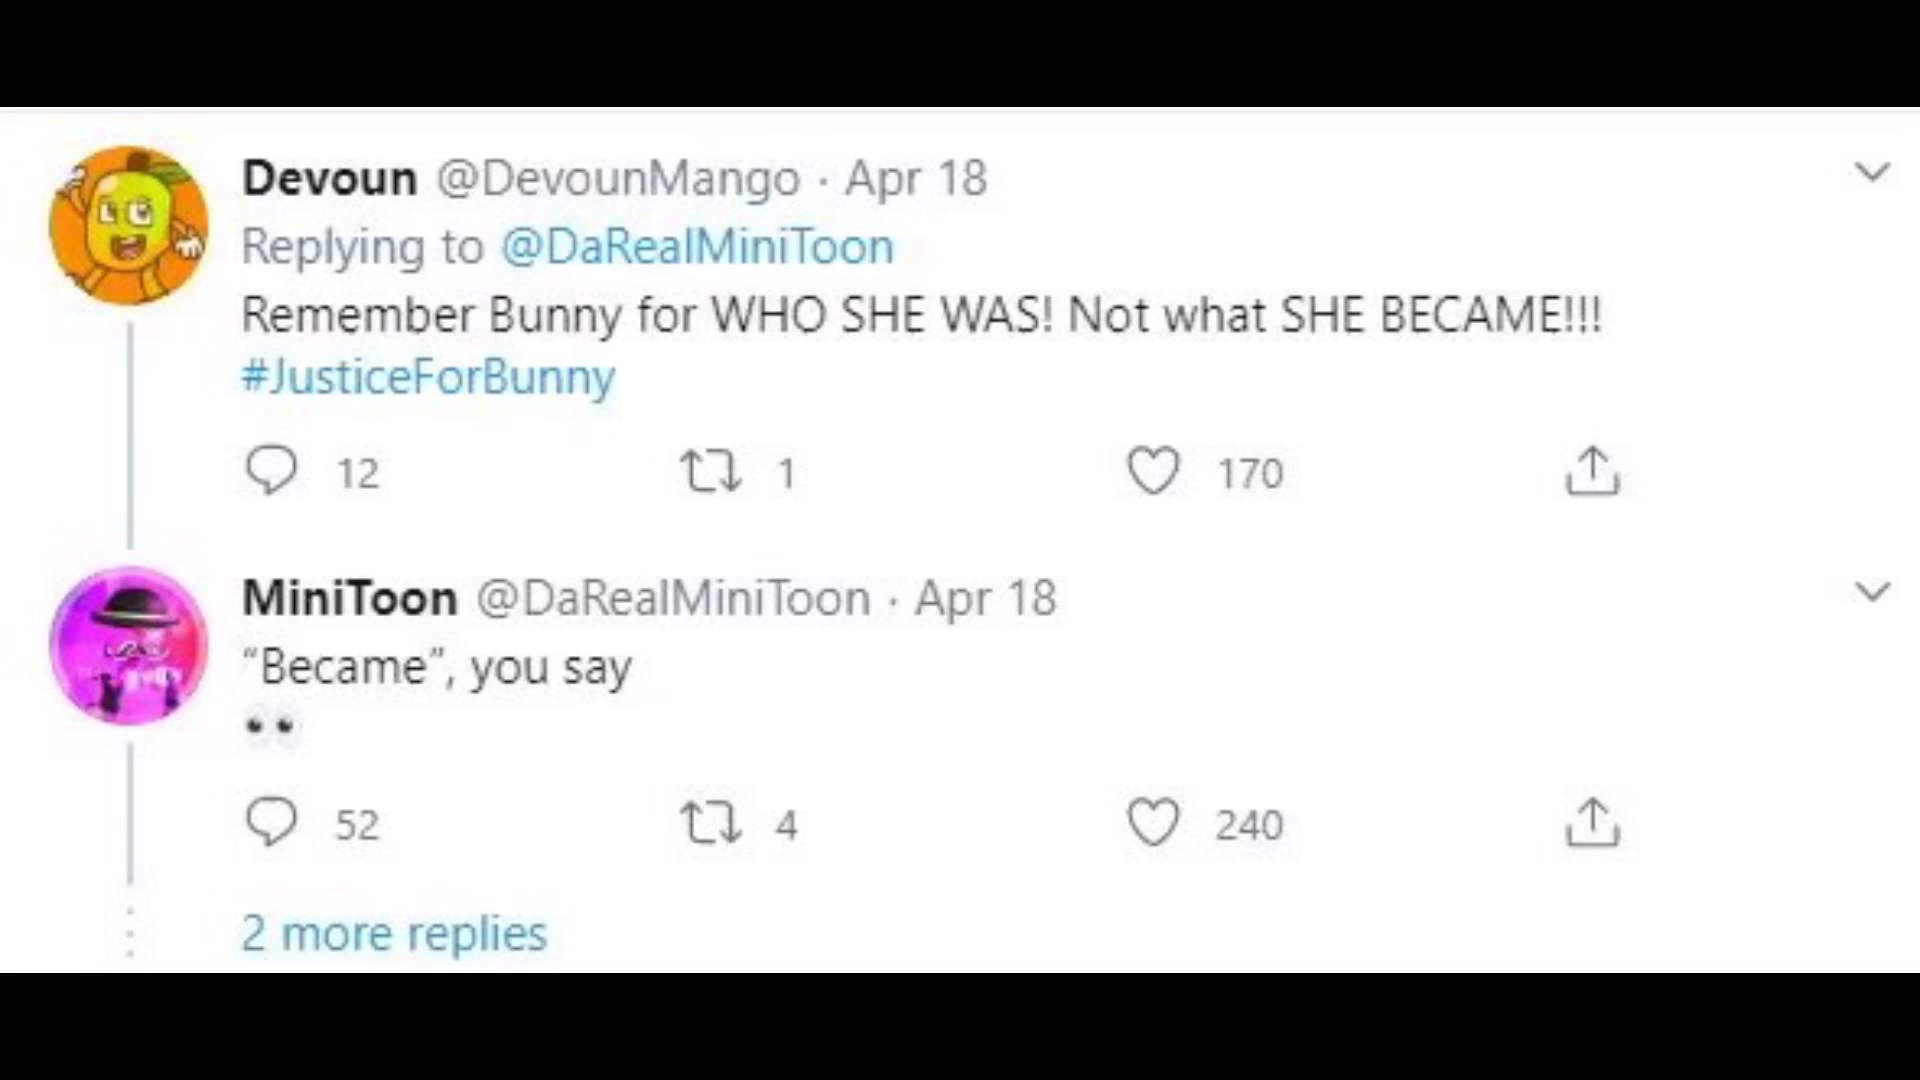 Devoun @DevounMango · Apr 18
Replying to @DaRealMiniToon
Remember Bunny for WHO SHE WAS! Not what SHE BECAME!!!
#JusticeForBunny
12 1 170
MiniToon @DaRealMiniToon · Apr 18
“Became”, you say
👀
52 4 240
2 more replies